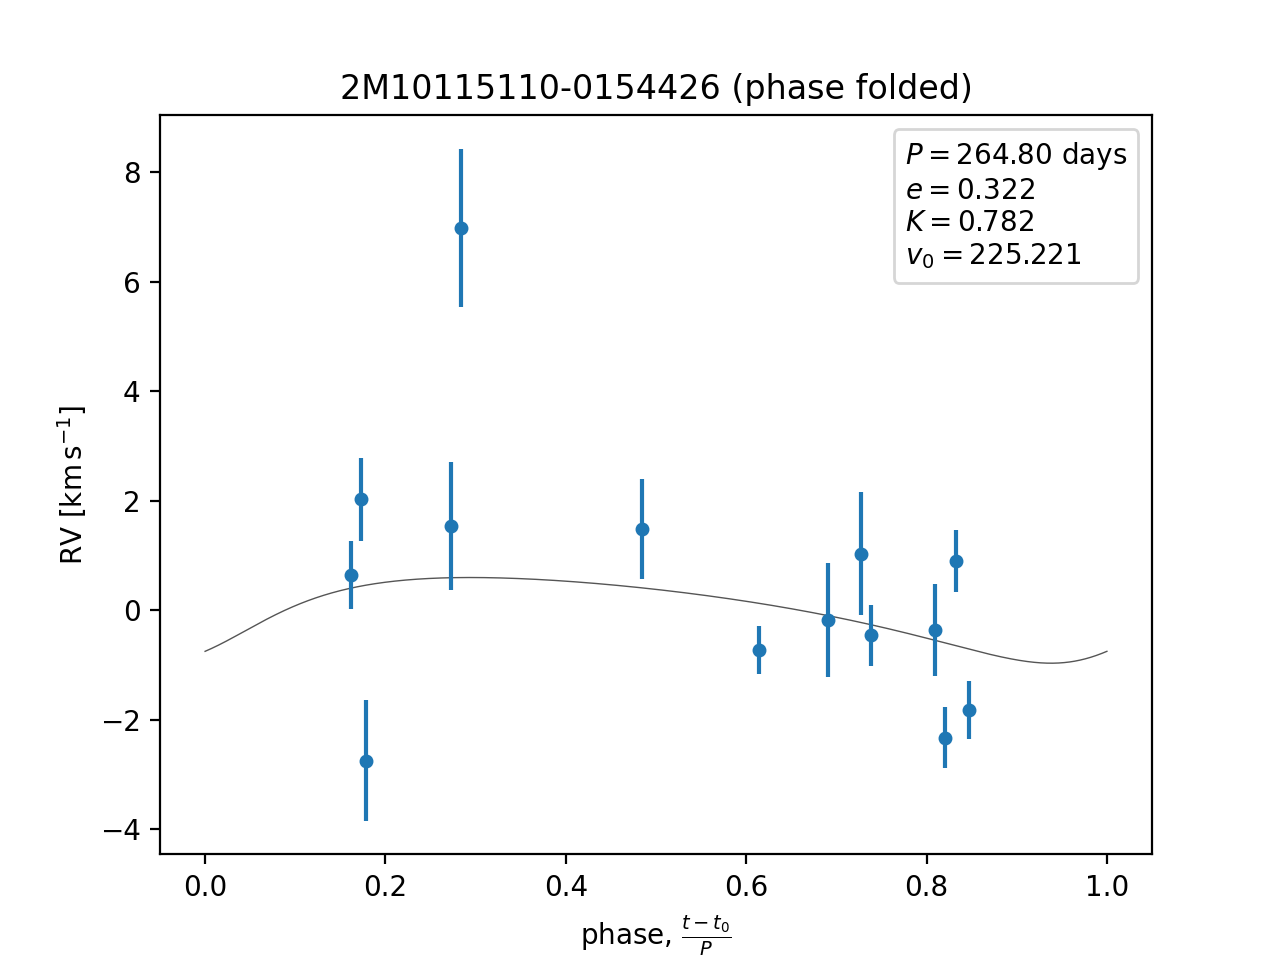 2M10115110-0154426 (phase folded)
P = 264.80 days
e = 0.322
K = 0.782
v₀ = 225.221
8
6
4
2
0
−2
−4
RV [km s⁻¹]
0.0 0.2 0.4 0.6 0.8 1.0
phase, (t − t₀)/P